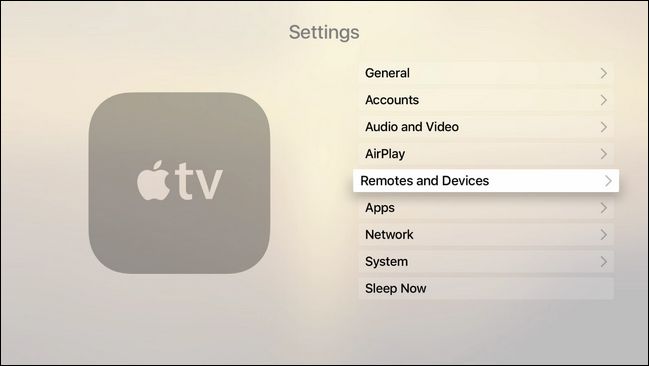 Settings
tv
General
Accounts
Audio and Video
AirPlay
Remotes and Devices
Apps
Network
System
Sleep Now